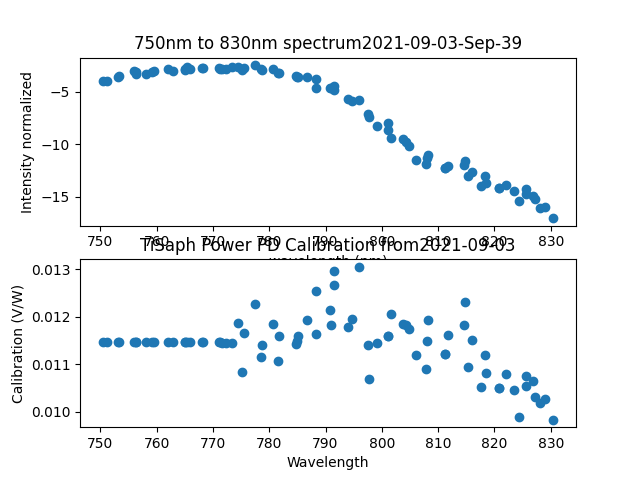 750nm to 830nm spectrum2021-09-03-Sep-39
Intensity normalized
−5
−10
−15
750 760 770 780 790 800 810 820 830
wavelength (nm)
TiSaph Power PD Calibration from2021-09-03
Calibration (V/W)
0.013
0.012
0.011
0.010
750 760 770 780 790 800 810 820 830
Wavelength